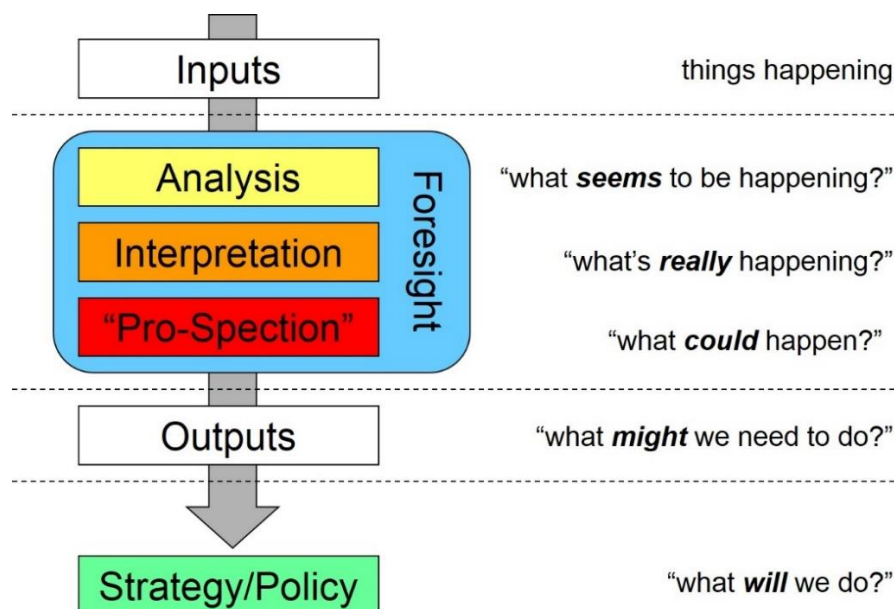 Inputs
things happening
Analysis
“what seems to be happening?”
Interpretation
“what’s really happening?”
“Pro-Spection”
“what could happen?”
Foresight
Outputs
“what might we need to do?”
Strategy/Policy
“what will we do?”